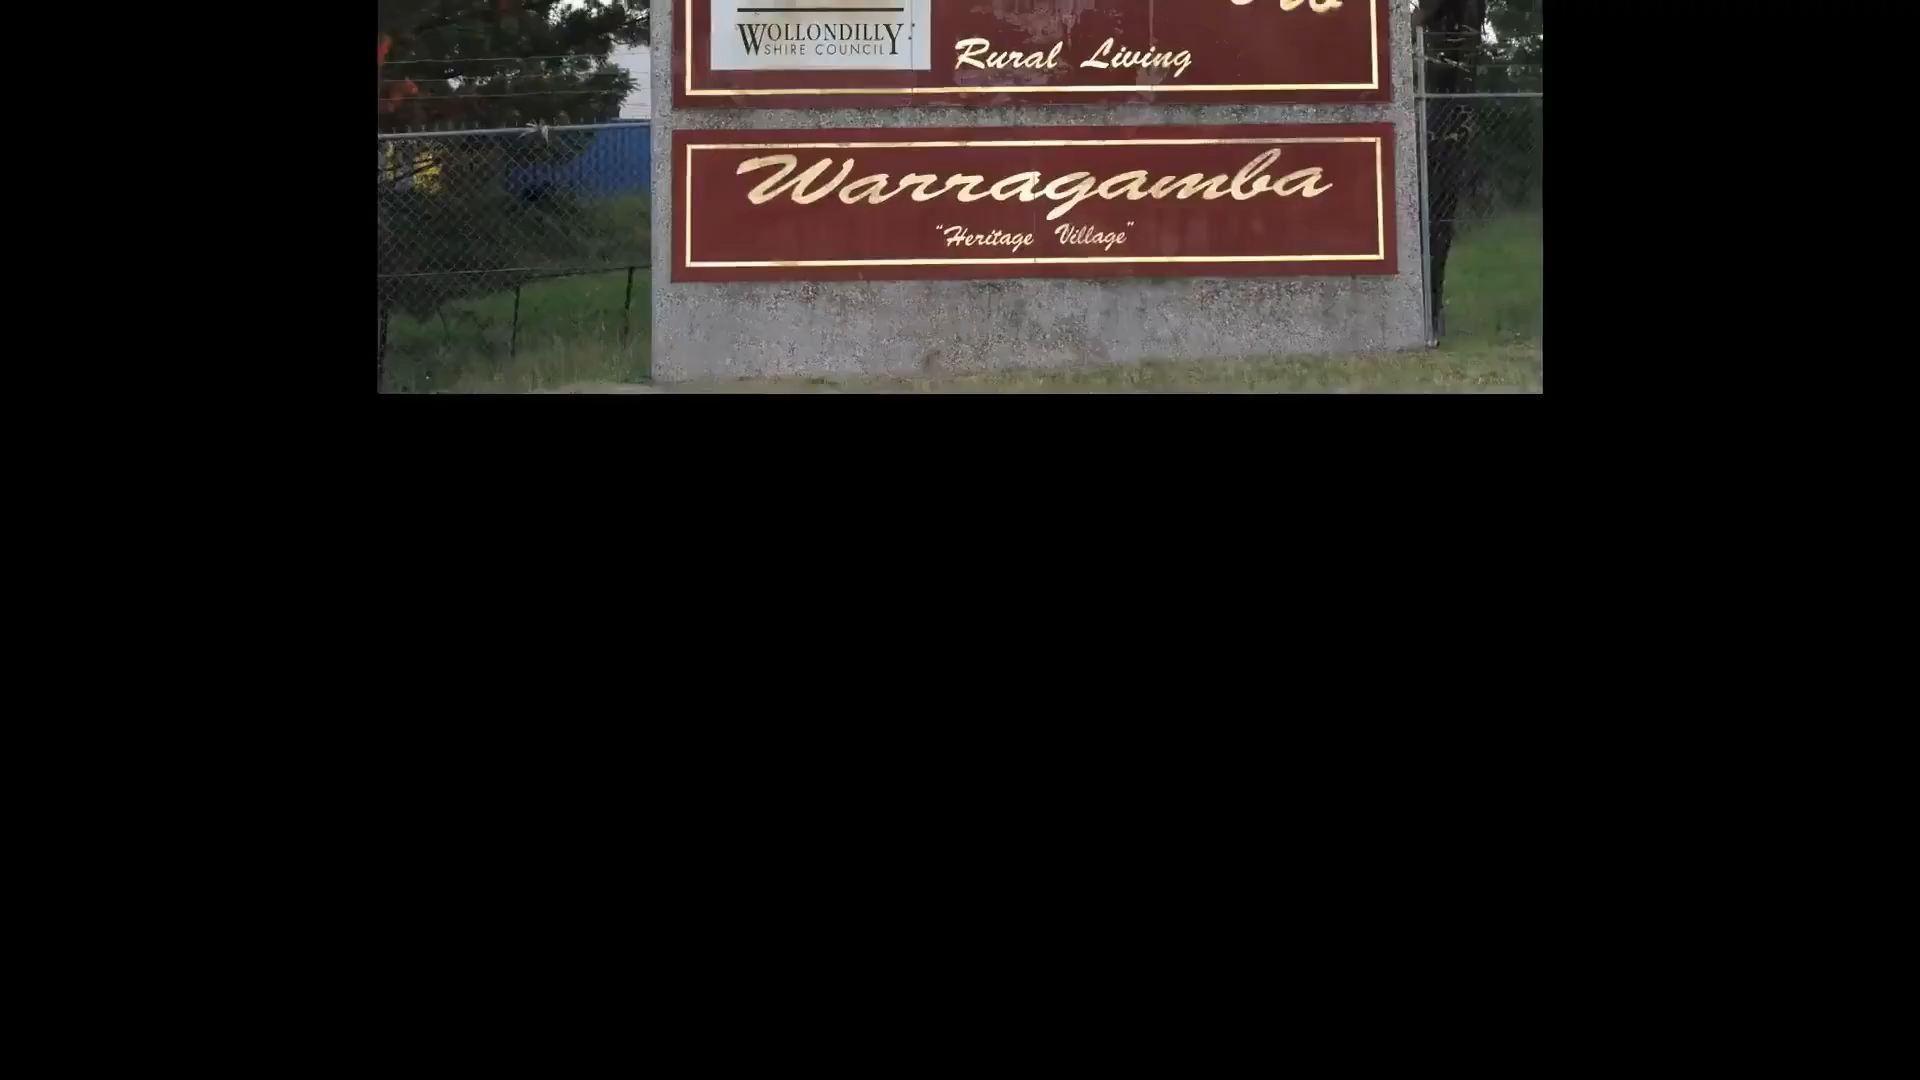 WOLLONDILLY
SHIRE COUNCIL
Rural Living
Warragamba
"Heritage Village"